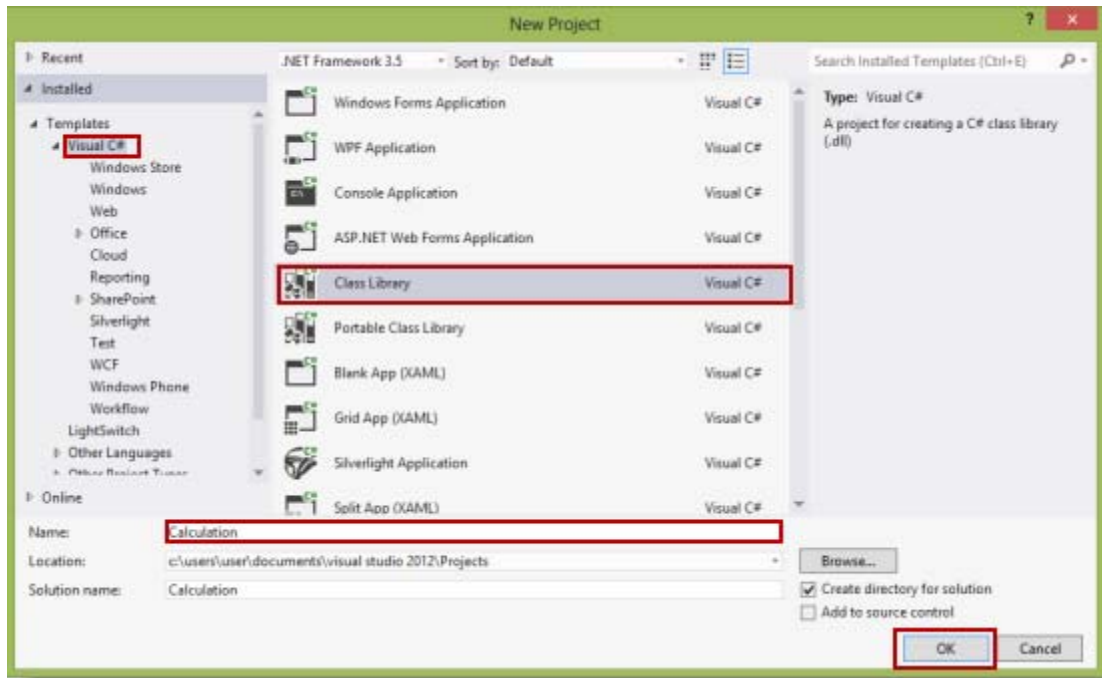 New Project
? ×
Recent
.NET Framework 3.5 Sort by: Default
Search Installed Templates (Ctrl+E)
Installed
Templates
Visual C#
Windows Store
Windows
Web
Office
Cloud
Reporting
SharePoint
Silverlight
Test
WCF
Windows Phone
Workflow
LightSwitch
Other Languages
Other Project Types
Online
Windows Forms Application Visual C#
WPF Application Visual C#
Console Application Visual C#
ASP.NET Web Forms Application Visual C#
Class Library Visual C#
Portable Class Library Visual C#
Blank App (XAML) Visual C#
Grid App (XAML) Visual C#
Silverlight Application Visual C#
Split App (XAML) Visual C#
Type: Visual C#
A project for creating a C# class library
(.dll)
Name: Calculation
Location: c:\users\user\documents\visual studio 2012\Projects
Browse...
Solution name: Calculation
Create directory for solution
Add to source control
OK Cancel